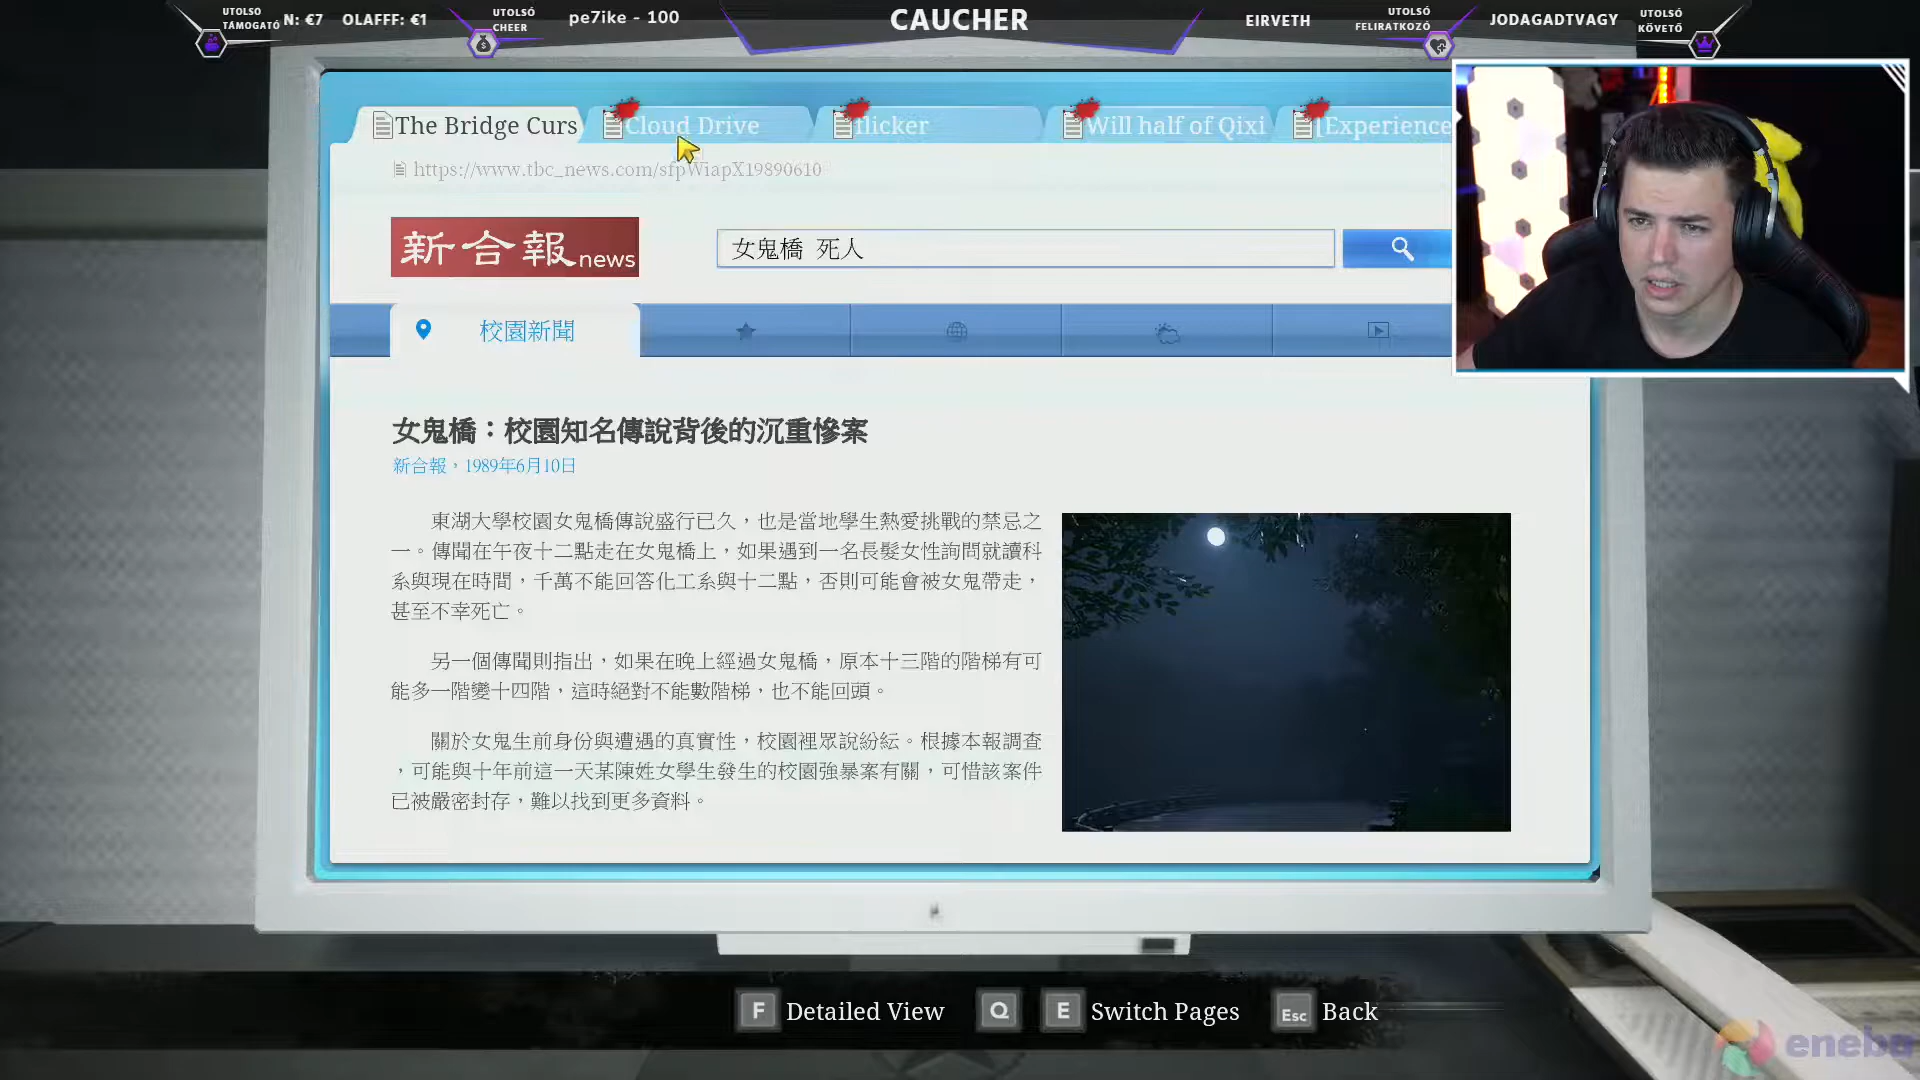 UTOLSÓ
TÁMOGATÓ
N: €7 OLAFFF: €1
UTOLSÓ
CHEER
pe7ike - 100
CAUCHER
EIRVETH
UTOLSÓ
FELIRATKOZÓ
JODAGADTVAGY
UTOLSÓ
KÖVETŐ
The Bridge Curs
Cloud Drive
flicker
Will half of Qixi
[Experience
https://www.tbc_news.com/sfpWiapX19890610
新合報news
女鬼橋 死人
校園新聞
女鬼橋：校園知名傳說背後的沉重慘案
新合報，1989年6月10日
東湖大學校園女鬼橋傳說盛行已久，也是當地學生熱愛挑戰的禁忌之
一。傳聞在午夜十二點走在女鬼橋上，如果遇到一名長髮女性詢問就讀科
系與現在時間，千萬不能回答化工系與十二點，否則可能會被女鬼帶走，
甚至不幸死亡。
另一個傳聞則指出，如果在晚上經過女鬼橋，原本十三階的階梯有可
能多一階變十四階，這時絕對不能數階梯，也不能回頭。
關於女鬼生前身份與遭遇的真實性，校園裡眾說紛紜。根據本報調查
，可能與十年前這一天某陳姓女學生發生的校園強暴案有關，可惜該案件
已被嚴密封存，難以找到更多資料。
F Detailed View Q E Switch Pages Esc Back
eneba